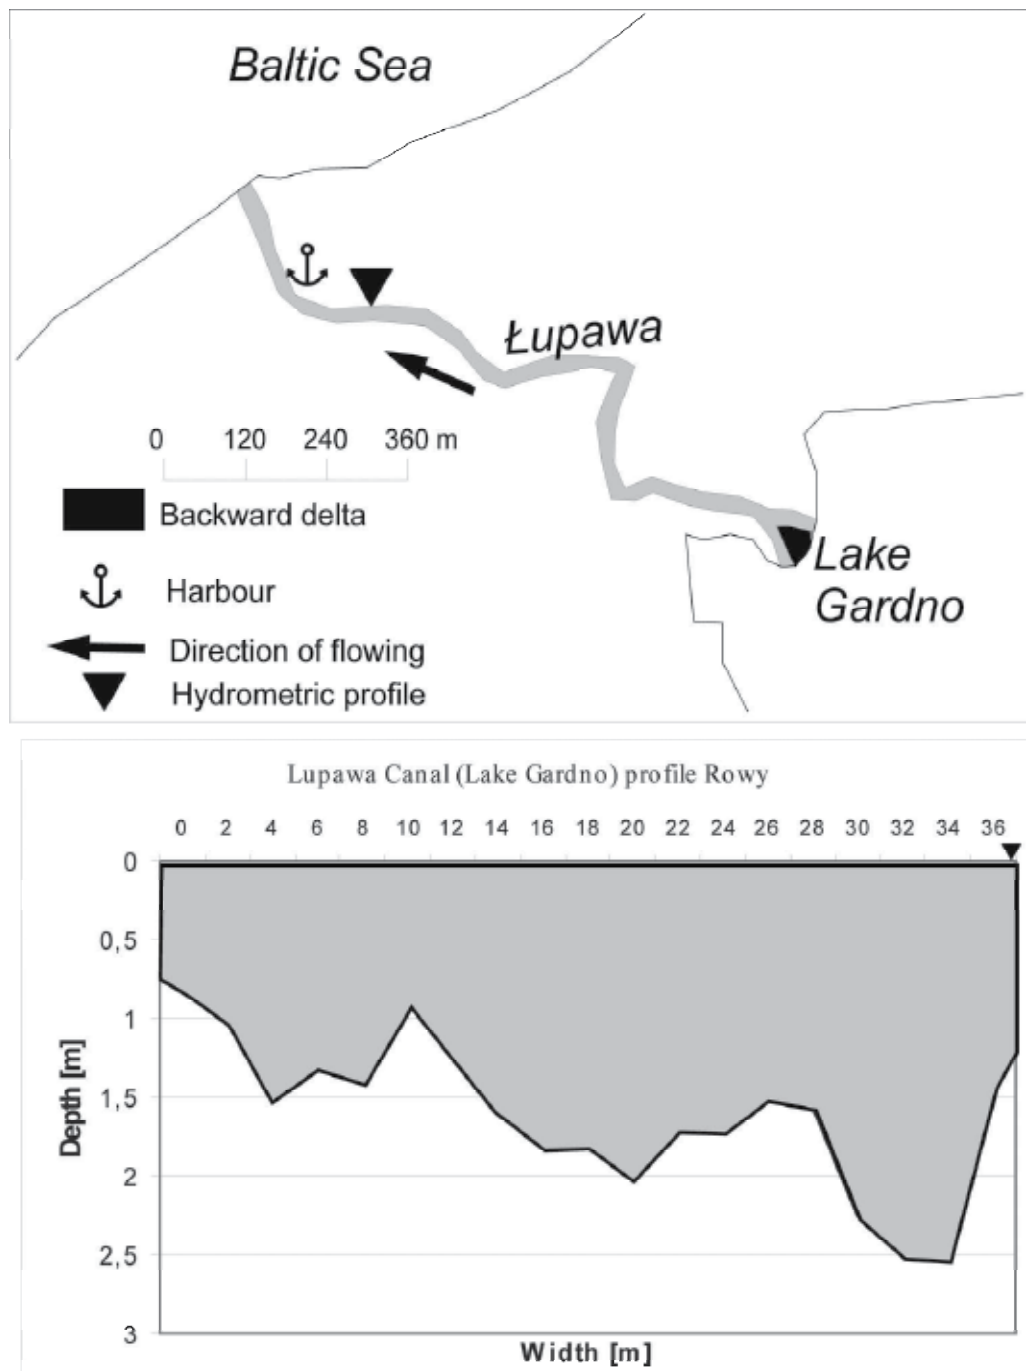 Baltic Sea
Łupawa
0 120 240 360 m
Backward delta
Lake
Gardno
Harbour
Direction of flowing
Hydrometric profile
Lupawa Canal (Lake Gardno) profile Rowy
0 2 4 6 8 10 12 14 16 18 20 22 24 26 28 30 32 34 36
0
0,5
1
1,5
2
2,5
3
Depth [m]
Width [m]